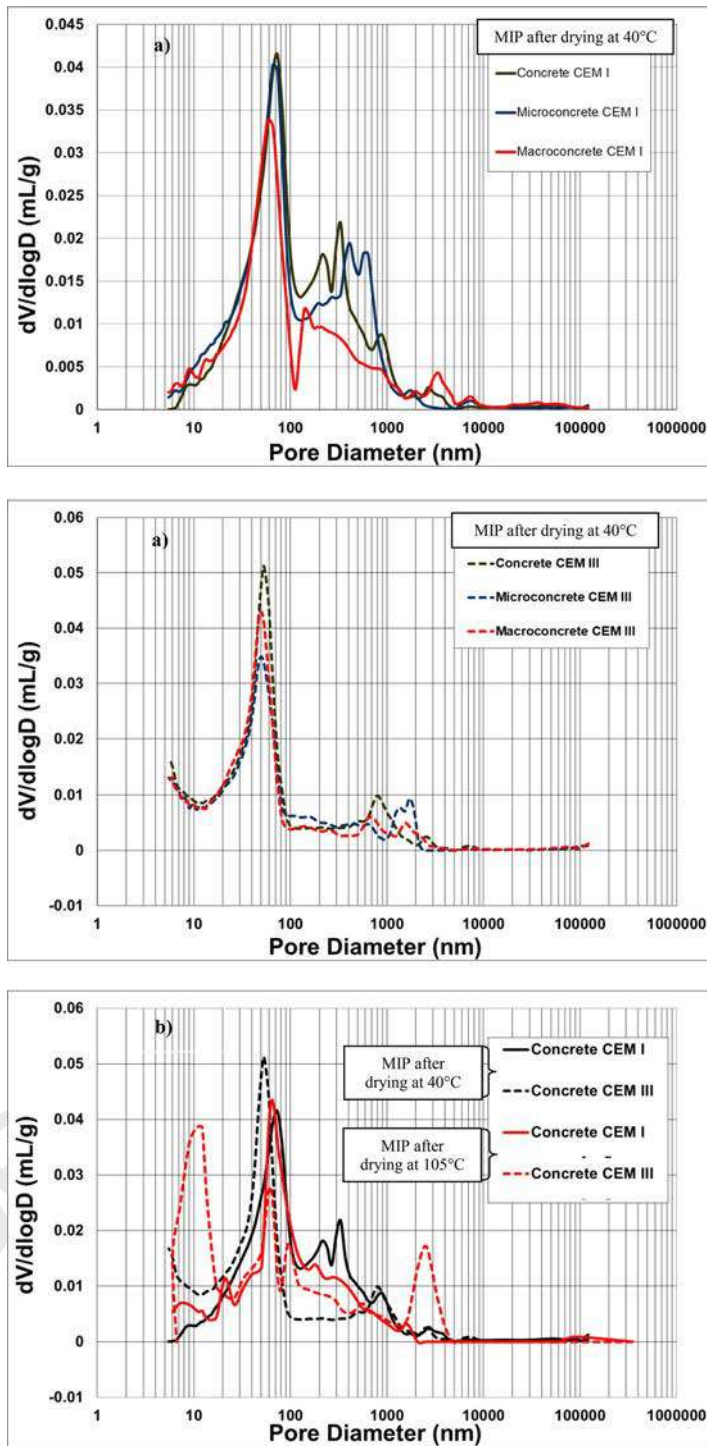 a)
MIP after drying at 40°C
Concrete CEM I
Microconcrete CEM I
Macroconcrete CEM I
dV/dlogD (mL/g)
0.045
0.04
0.035
0.03
0.025
0.02
0.015
0.01
0.005
0
1 10 100 1000 10000 100000 1000000
Pore Diameter (nm)
a)
MIP after drying at 40°C
Concrete CEM III
Microconcrete CEM III
Macroconcrete CEM III
dV/dlogD (mL/g)
0.06
0.05
0.04
0.03
0.02
0.01
0
-0.01
1 10 100 1000 10000 100000 1000000
Pore Diameter (nm)
b)
MIP after
drying at 40°C
Concrete CEM I
Concrete CEM III
MIP after
drying at 105°C
Concrete CEM I
Concrete CEM III
dV/dlogD (mL/g)
0.06
0.05
0.04
0.03
0.02
0.01
0
-0.01
1 10 100 1000 10000 100000 1000000
Pore Diameter (nm)